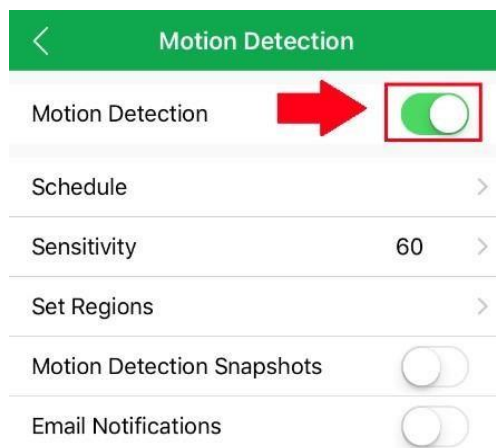 Motion Detection
Motion Detection
Schedule
Sensitivity 60
Set Regions
Motion Detection Snapshots
Email Notifications